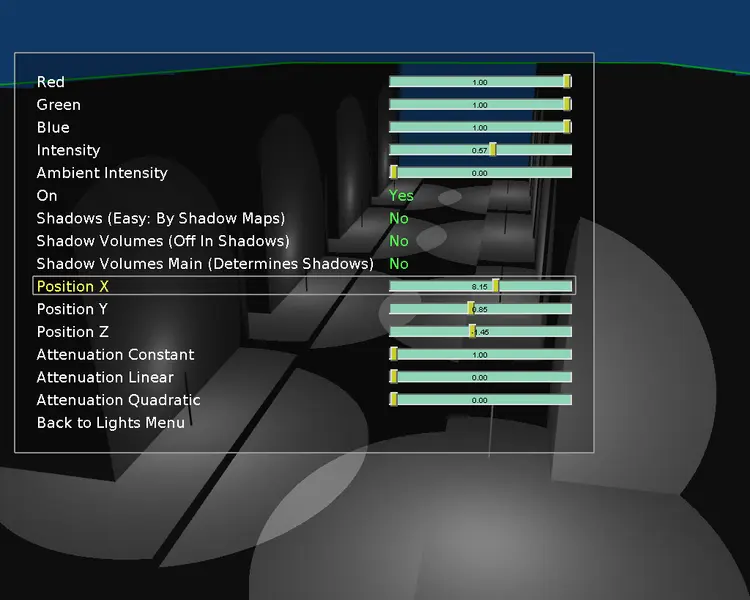 Red 1.00
Green 1.00
Blue 1.00
Intensity 0.57
Ambient Intensity 0.00
On Yes
Shadows (Easy: By Shadow Maps) No
Shadow Volumes (Off In Shadows) No
Shadow Volumes Main (Determines Shadows) No
Position X 8.15
Position Y 0.85
Position Z -1.45
Attenuation Constant 1.00
Attenuation Linear 0.00
Attenuation Quadratic 0.00
Back to Lights Menu